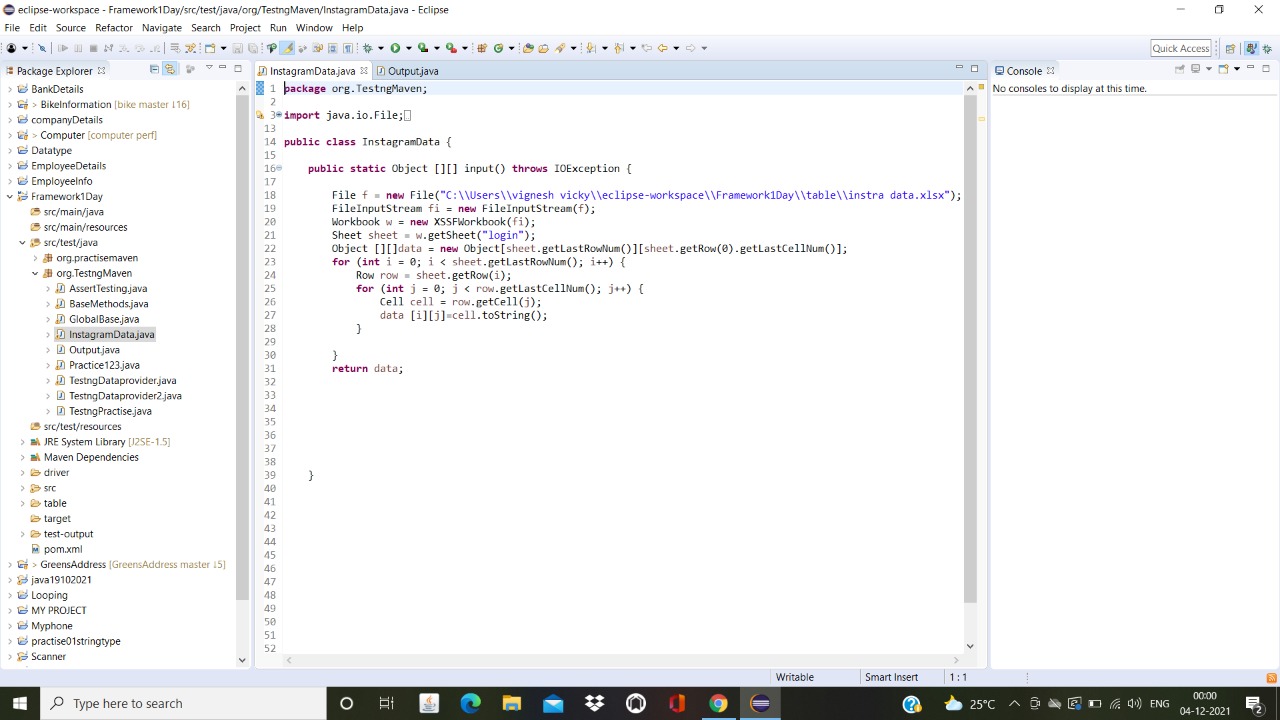 eclipse-workspace - Framework1Day/src/test/java/org/TestngMaven/InstagramData.java - Eclipse
File Edit Source Refactor Navigate Search Project Run Window Help
Quick Access
Package Explorer
BankDetails
> BikeInformation [bike master ↓16]
companyDetails
> Computer [computer perf]
Datatype
EmployeeDetails
EmployeeInfo
Framework1Day
src/main/java
src/main/resources
src/test/java
org.practisemaven
org.TestngMaven
AssertTesting.java
BaseMethods.java
GlobalBase.java
InstagramData.java
Output.java
Practice123.java
TestngDataprovider.java
TestngDataprovider2.java
TestngPractise.java
src/test/resources
JRE System Library [J2SE-1.5]
Maven Dependencies
driver
src
table
target
test-output
pom.xml
> GreensAddress [GreensAddress master ↓5]
java19102021
Looping
MY PROJECT
Myphone
practise01stringtype
Scanner
InstagramData.java Output.java
1 package org.TestngMaven;
2
3 import java.io.File;
13
14 public class InstagramData {
15
16 public static Object [][] input() throws IOException {
17
18 File f = new File("C:\\Users\\vignesh vicky\\eclipse-workspace\\Framework1Day\\table\\instra data.xlsx");
19 FileInputStream fi = new FileInputStream(f);
20 Workbook w = new XSSFWorkbook(fi);
21 Sheet sheet = w.getSheet("login");
22 Object [][]data = new Object[sheet.getLastRowNum()][sheet.getRow(0).getLastCellNum()];
23 for (int i = 0; i < sheet.getLastRowNum(); i++) {
24 Row row = sheet.getRow(i);
25 for (int j = 0; j < row.getLastCellNum(); j++) {
26 Cell cell = row.getCell(j);
27 data [i][j]=cell.toString();
28 }
29
30 }
31 return data;
32
33
34
35
36
37
38
39 }
40
41
42
43
44
45
46
47
48
49
50
51
52
Console
No consoles to display at this time.
Writable Smart Insert 1 : 1
Type here to search
25°C ENG 00:00
04-12-2021
2